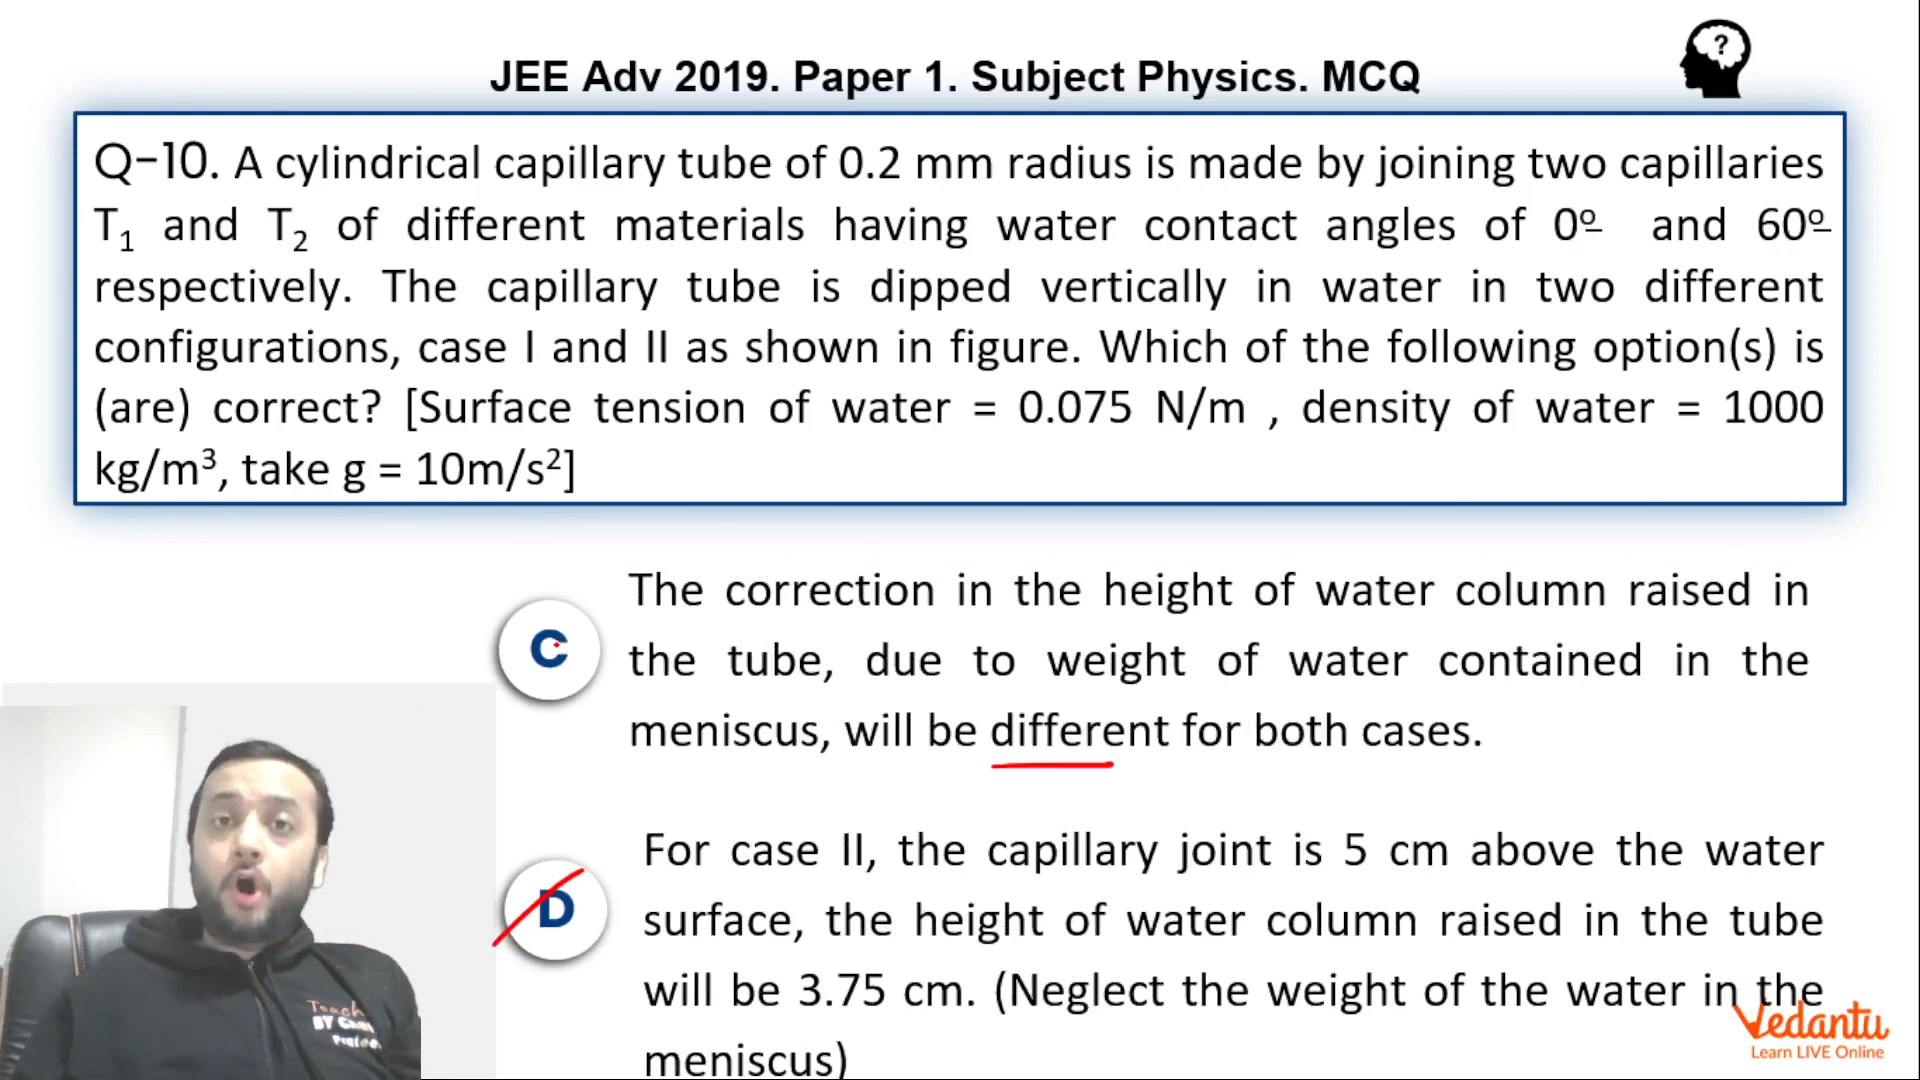 JEE Adv 2019. Paper 1. Subject Physics. MCQ
?
Q-10. A cylindrical capillary tube of 0.2 mm radius is made by joining two capillaries
T₁ and T₂ of different materials having water contact angles of 0º and 60º
respectively. The capillary tube is dipped vertically in water in two different
configurations, case I and II as shown in figure. Which of the following option(s) is
(are) correct? [Surface tension of water = 0.075 N/m , density of water = 1000
kg/m³, take g = 10m/s²]
C
The correction in the height of water column raised in
the tube, due to weight of water contained in the
meniscus, will be different for both cases.
D
For case II, the capillary joint is 5 cm above the water
surface, the height of water column raised in the tube
will be 3.75 cm. (Neglect the weight of the water in the
meniscus)
Teach
BY
Vedantu
Learn LIVE Online